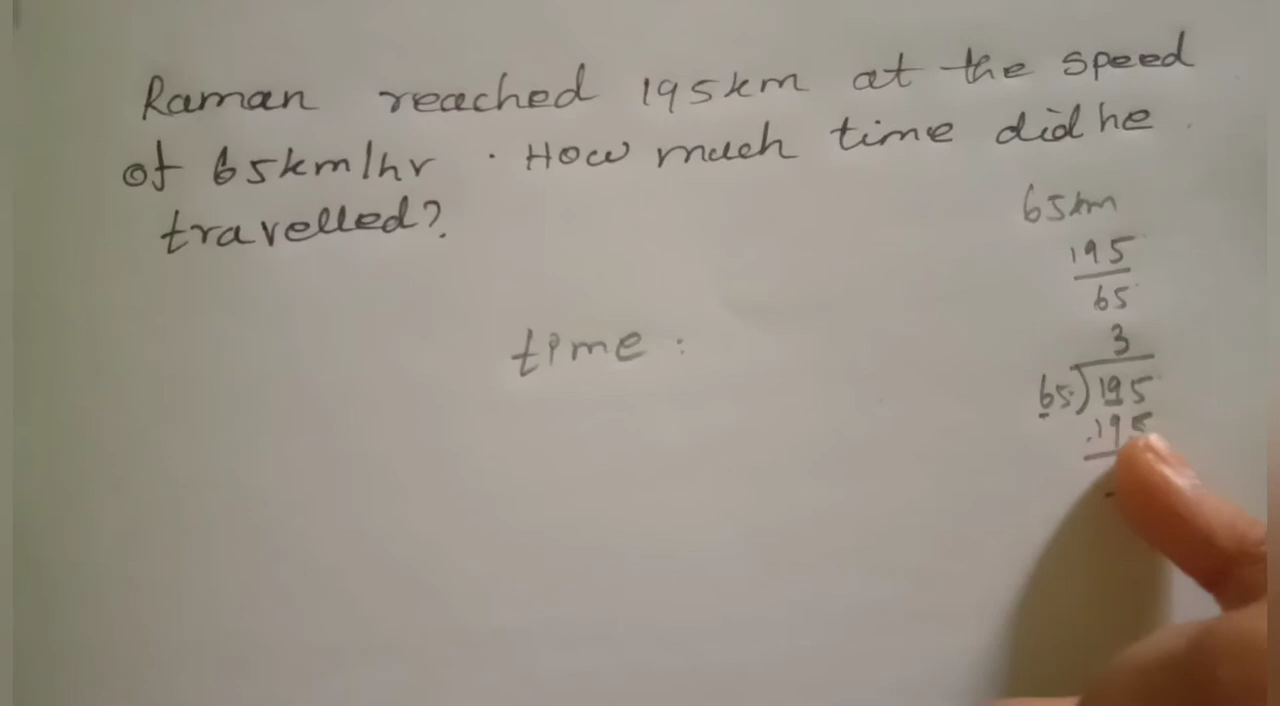 Raman reached 195km at the speed
of 65km/hr . How much time did he
travelled?
65km
195
65
time :
3
65)195
195